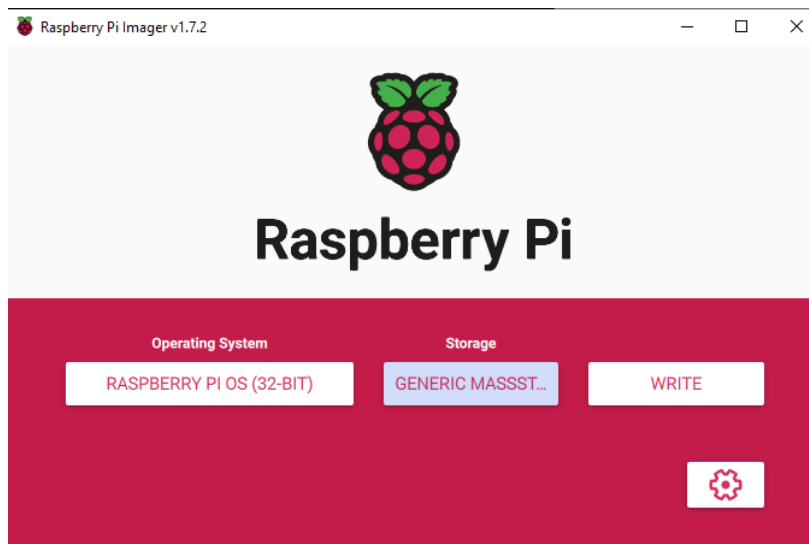 Raspberry Pi Imager v1.7.2
Raspberry Pi
Operating System
Storage
RASPBERRY PI OS (32-BIT)
GENERIC MASSST...
WRITE